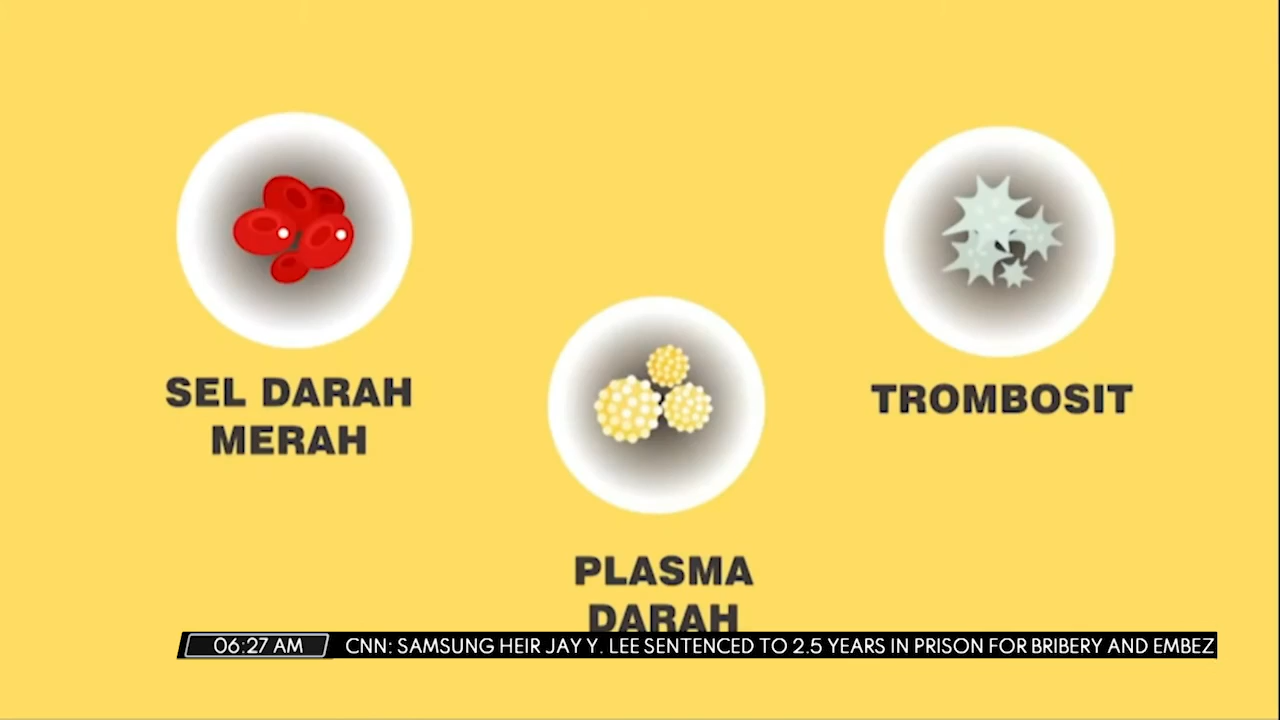 SEL DARAH
MERAH
TROMBOSIT
PLASMA
DARAH
06:27 AM
CNN: SAMSUNG HEIR JAY Y. LEE SENTENCED TO 2.5 YEARS IN PRISON FOR BRIBERY AND EMBEZ